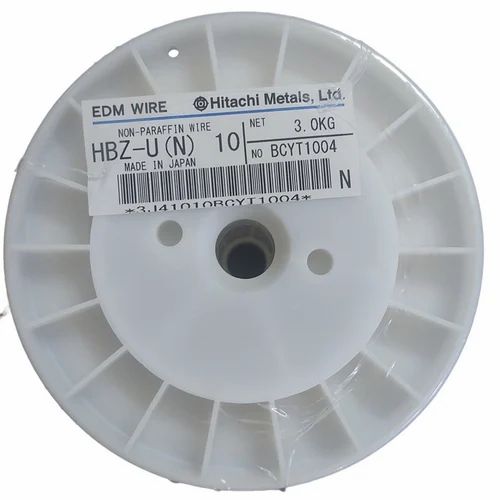 EDM WIRE Hitachi Metals, Ltd.
NON-PARAFFIN WIRE NET 3.0KG
HBZ-U(N) 10 NO BCYT1004
MADE IN JAPAN
N
*3J41010BCYT1004*